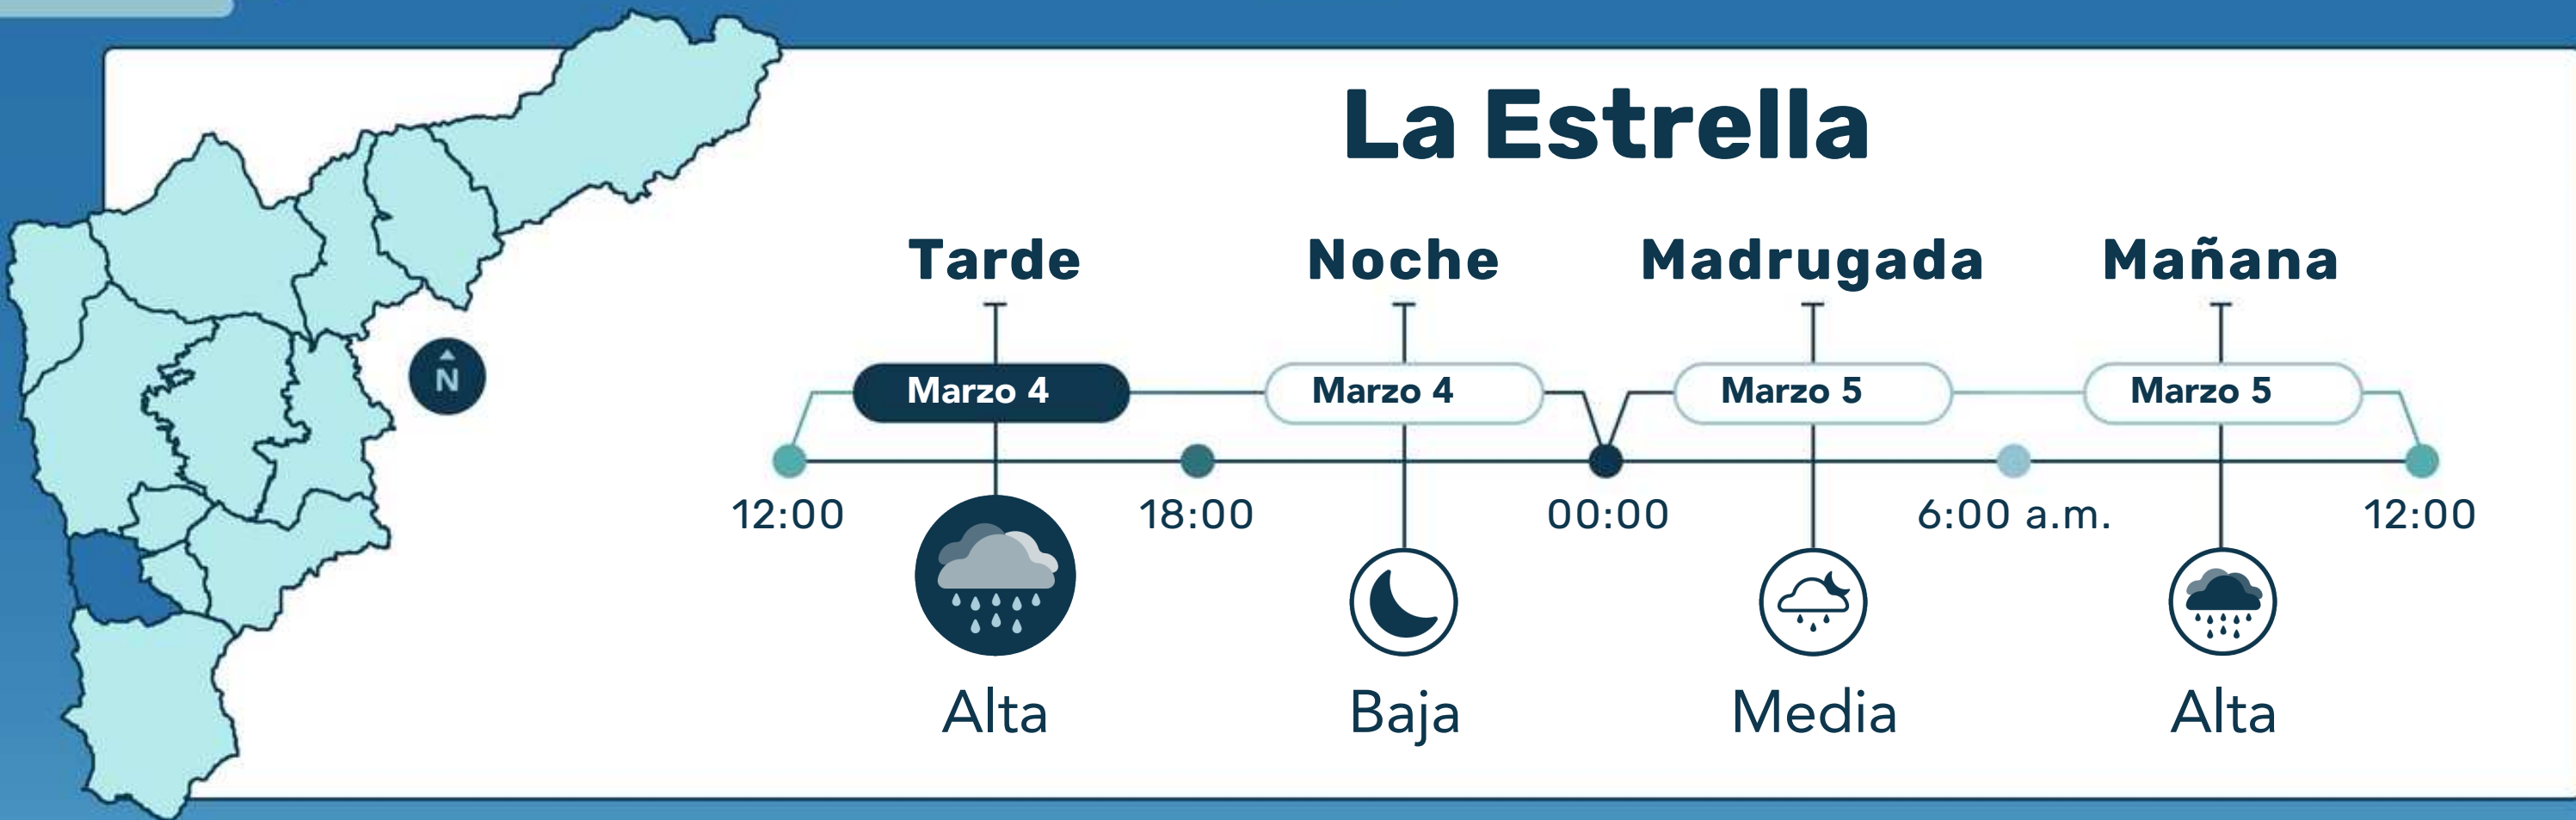 La Estrella
Tarde Noche Madrugada Mañana
N
Marzo 4 Marzo 4 Marzo 5 Marzo 5
12:00 18:00 00:00 6:00 a.m. 12:00
Alta Baja Media Alta